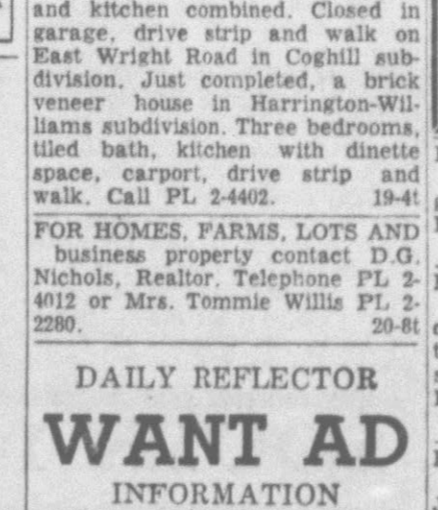 and kitchen combined. Closed in
garage, drive strip and walk on
East Wright Road in Coghill sub-
division. Just completed, a brick
veneer house in Harrington-Wil-
liams subdivision. Three bedrooms,
tiled bath, kitchen with dinette
space, carport, drive strip and
walk. Call PL 2-4402. 19-4t
FOR HOMES, FARMS, LOTS AND
business property contact D.G.
Nichols, Realtor. Telephone PL 2-
4012 or Mrs. Tommie Willis PL 2-
2280. 20-8t
DAILY REFLECTOR
WANT AD
INFORMATION